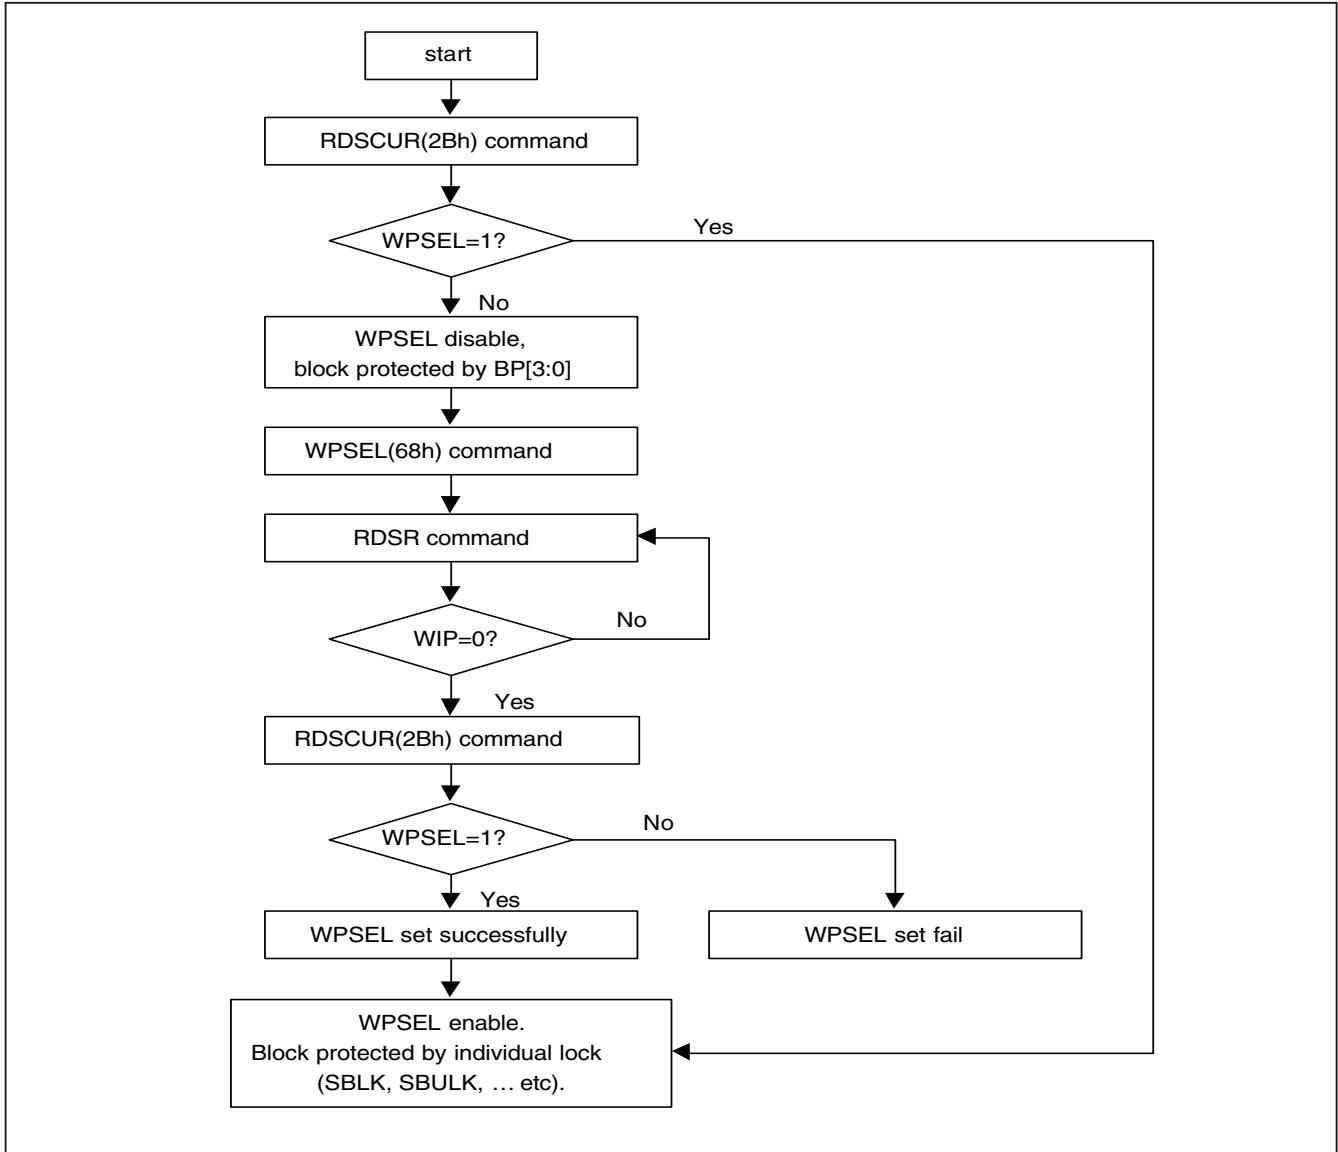 start
RDSCUR(2Bh) command
WPSEL=1?
Yes
No
WPSEL disable,
block protected by BP[3:0]
WPSEL(68h) command
RDSR command
WIP=0?
No
Yes
RDSCUR(2Bh) command
WPSEL=1?
No
Yes
WPSEL set successfully
WPSEL set fail
WPSEL enable.
Block protected by individual lock
(SBLK, SBULK, … etc).